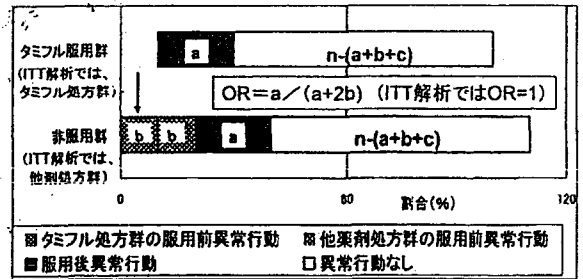 タミフル服用群
(ITT解析では、
タミフル処方群)
a
n-(a+b+c)
OR＝a／(a+2b) (ITT解析ではOR=1)
非服用群
(ITT解析では、
他剤処方群)
b
b
a
n-(a+b+c)
0
60
割合(%)
120
タミフル処方群の服用前異常行動
他薬剤処方群の服用前異常行動
服用後異常行動
異常行動なし